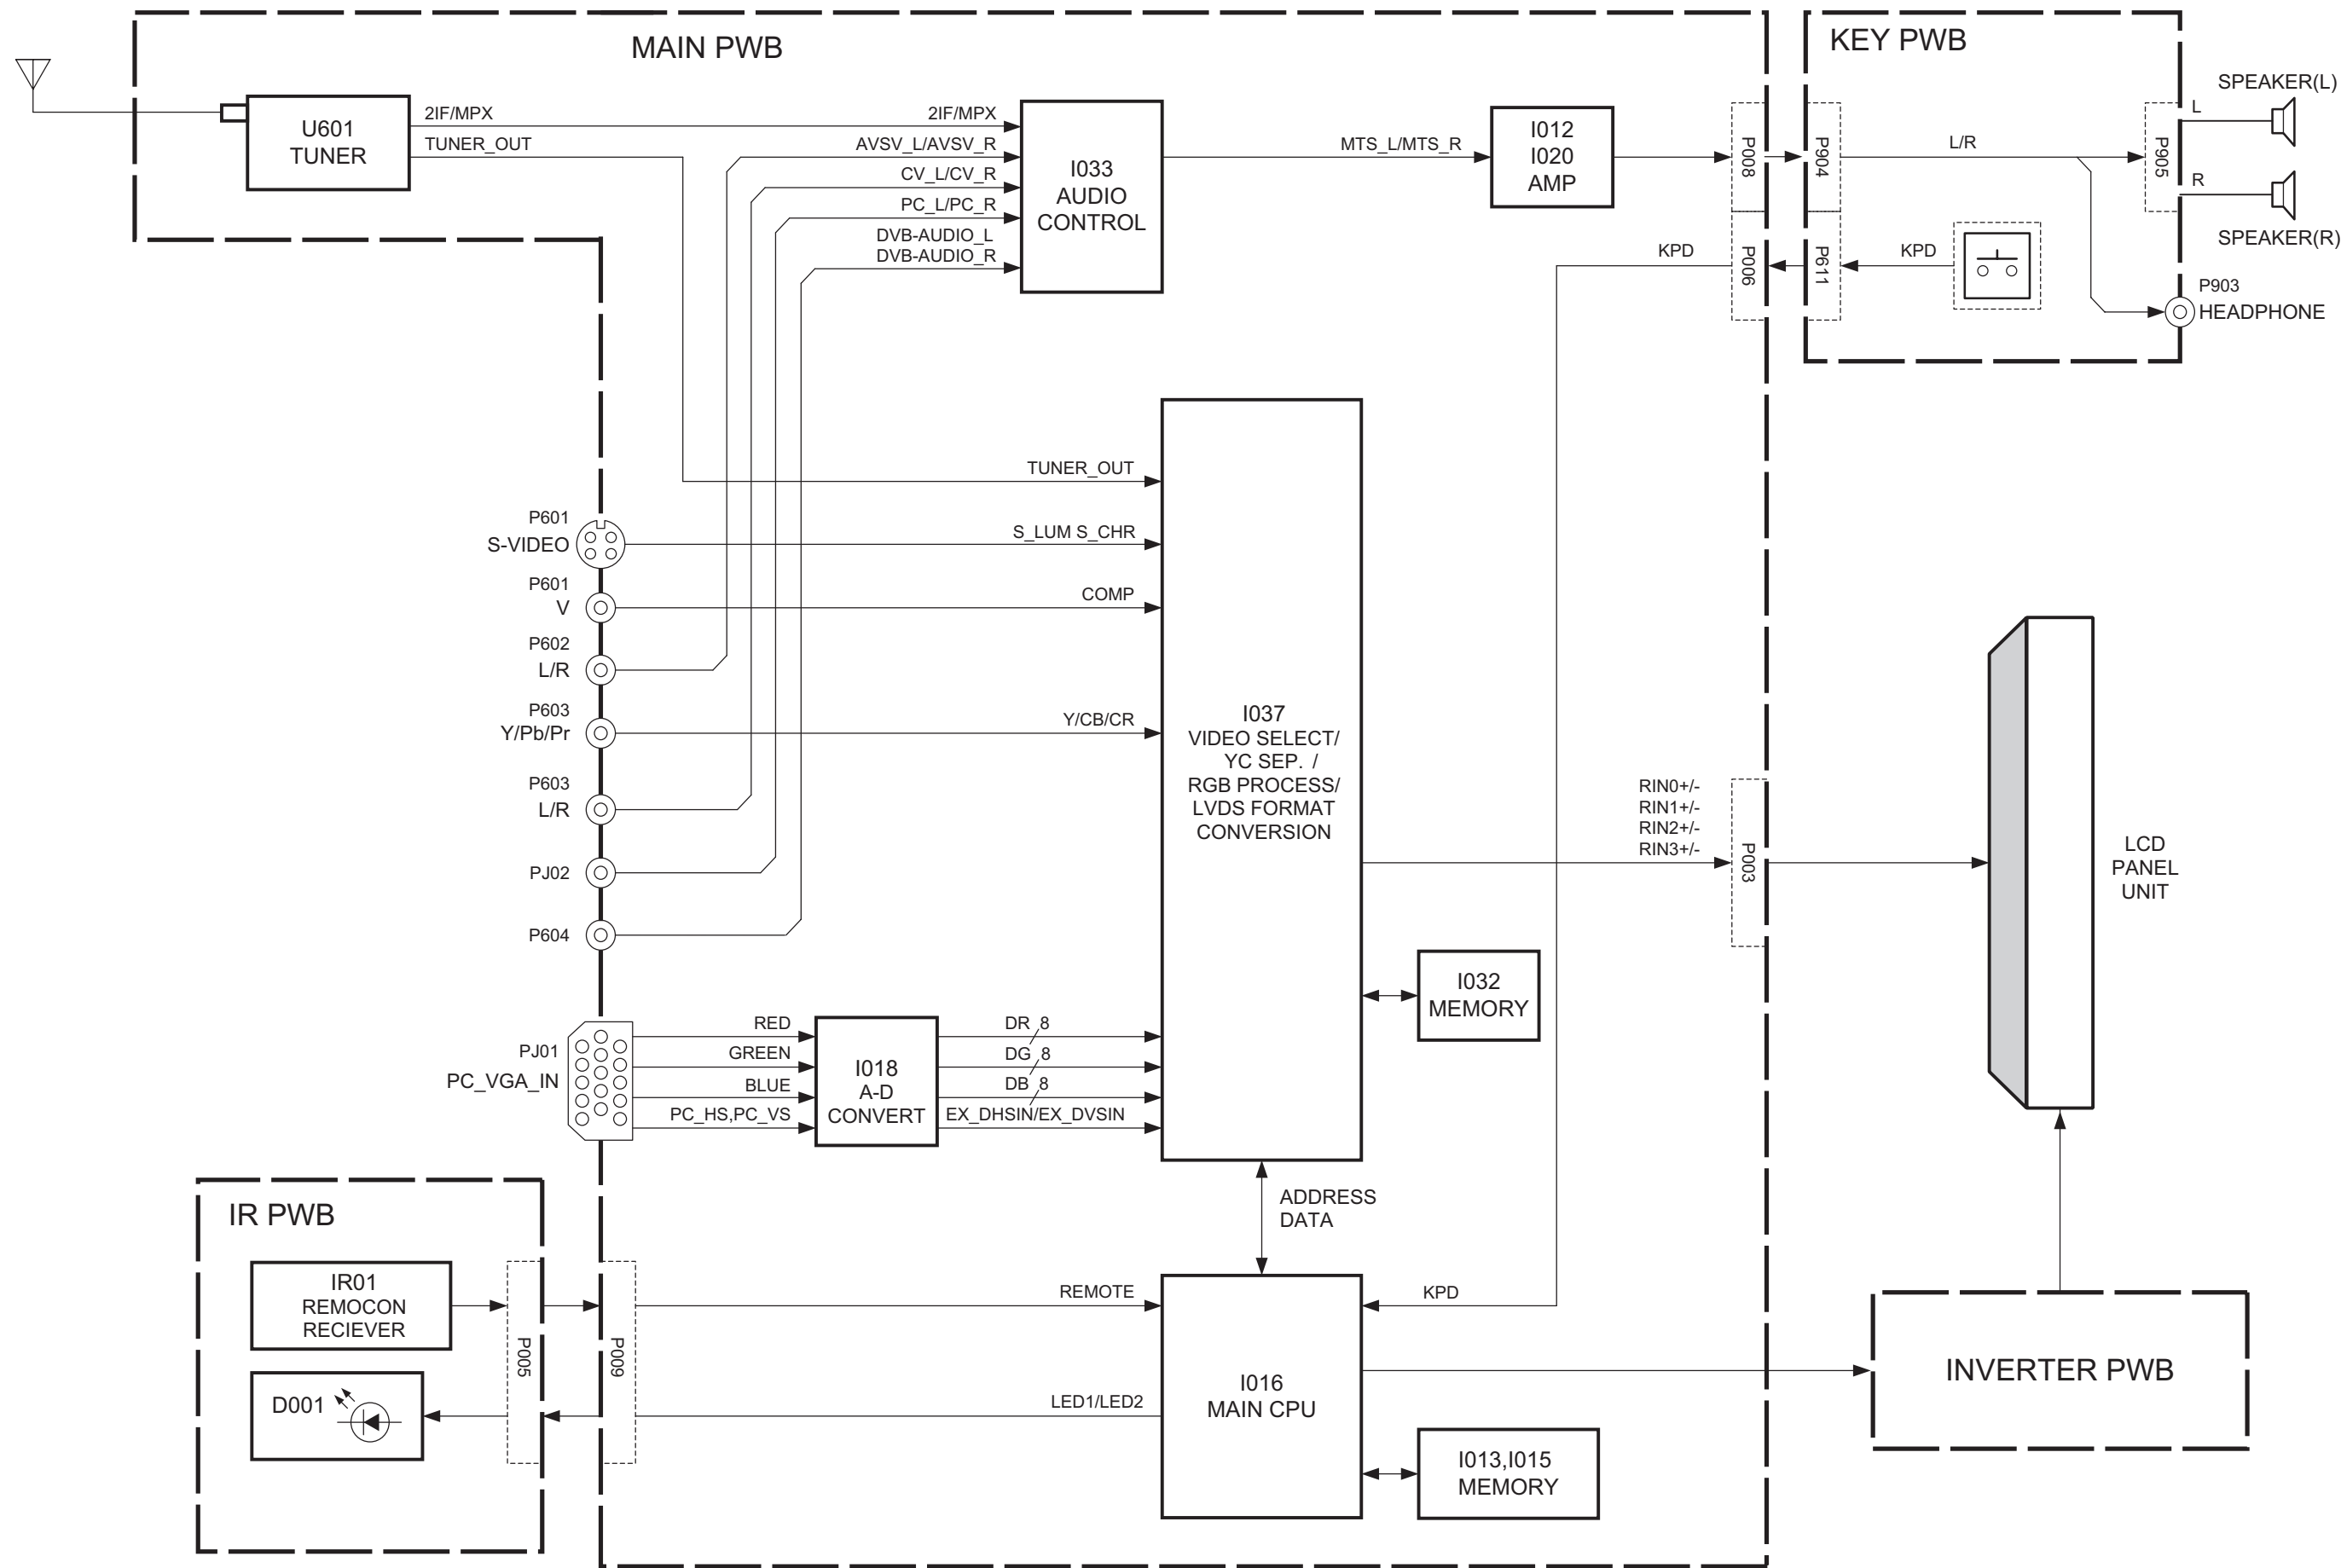 MAIN PWB
KEY PWB
SPEAKER(L)
L
U601
TUNER
2IF/MPX
TUNER_OUT
2IF/MPX
AVSV_L/AVSV_R
CV_L/CV_R
PC_L/PC_R
DVB-AUDIO_L
DVB-AUDIO_R
I033
AUDIO
CONTROL
MTS_L/MTS_R
I012
I020
AMP
P008
P904
L/R
P905
R
SPEAKER(R)
KPD
P006
P611
KPD
P903
HEADPHONE
TUNER_OUT
P601
S-VIDEO
S_LUM S_CHR
P601
V
COMP
P602
L/R
P603
Y/Pb/Pr
Y/CB/CR
P603
L/R
PJ02
P604
I037
VIDEO SELECT/
YC SEP. /
RGB PROCESS/
LVDS FORMAT
CONVERSION
RIN0+/-
RIN1+/-
RIN2+/-
RIN3+/-
P003
LCD
PANEL
UNIT
I032
MEMORY
PJ01
PC_VGA_IN
RED
GREEN
BLUE
PC_HS,PC_VS
I018
A-D
CONVERT
DR 8
DG 8
DB 8
EX_DHSIN/EX_DVSIN
ADDRESS
DATA
IR PWB
IR01
REMOCON
RECIEVER
D001
P005
P009
REMOTE
LED1/LED2
KPD
I016
MAIN CPU
I013,I015
MEMORY
INVERTER PWB